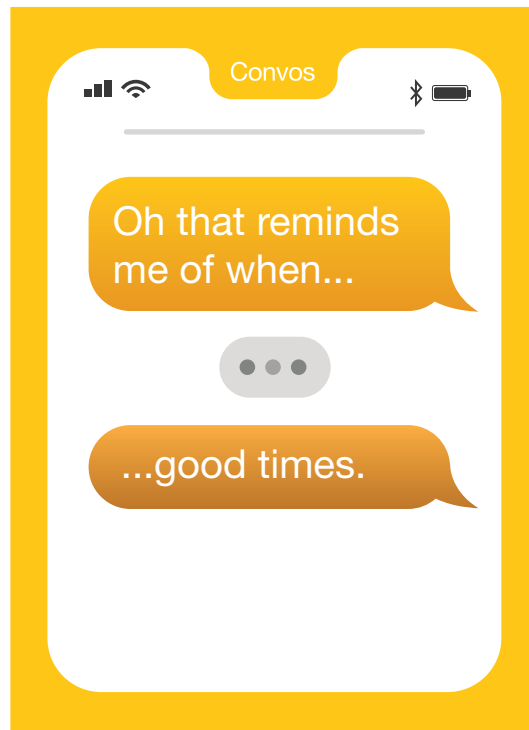 Convos
Oh that reminds
me of when...
...good times.